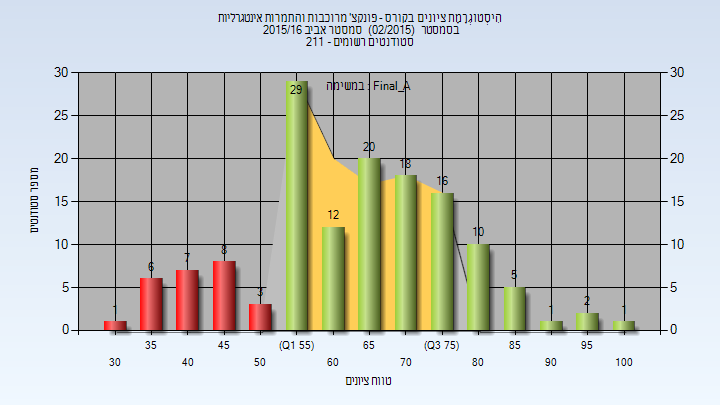 הִיסְטוֹגְרָמַת ציונים בקורס - פונקצ' מרוכבות והתמרות אינטגרליות
בסמסטר (02/2015) סמסטר אביב 2015/16
סטודנטים רשומים - 211
במשימה : Final_A
30 30
25 25
20 20
15 15
10 10
5 5
0 0
1 6 7 8 3 29 12 20 18 16 10 5 1 2 1
מספר סטודנטים
35 45 (Q1 55) 65 (Q3 75) 85 95
30 40 50 60 70 80 90 100
טווח ציונים